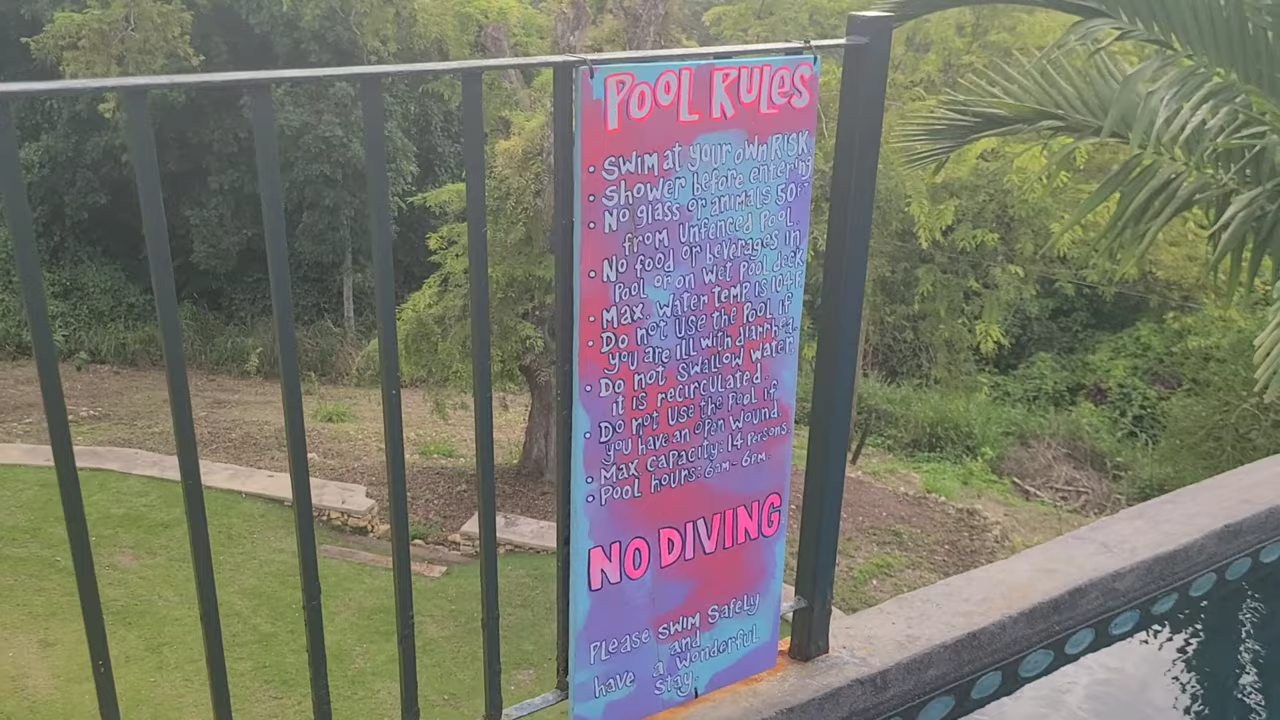 POOL RULES
• SWIM at your own RISK
• Shower before entering
• No glass or animals 50FT
from Unfenced Pool.
• No food or beverages in
Pool or on wet Pool deck
• Max. Water Temp is 104°F
• Do not Use the Pool if
you are ill with diarrhea.
• Do not Swallow Water,
it is recirculated.
• Do not Use the Pool if
you have an Open Wound.
• Max Capacity: 14 Persons.
• Pool hours: 6am - 6pm.
NO DIVING
Please SWIM Safely
and
have a Wonderful
Stay.